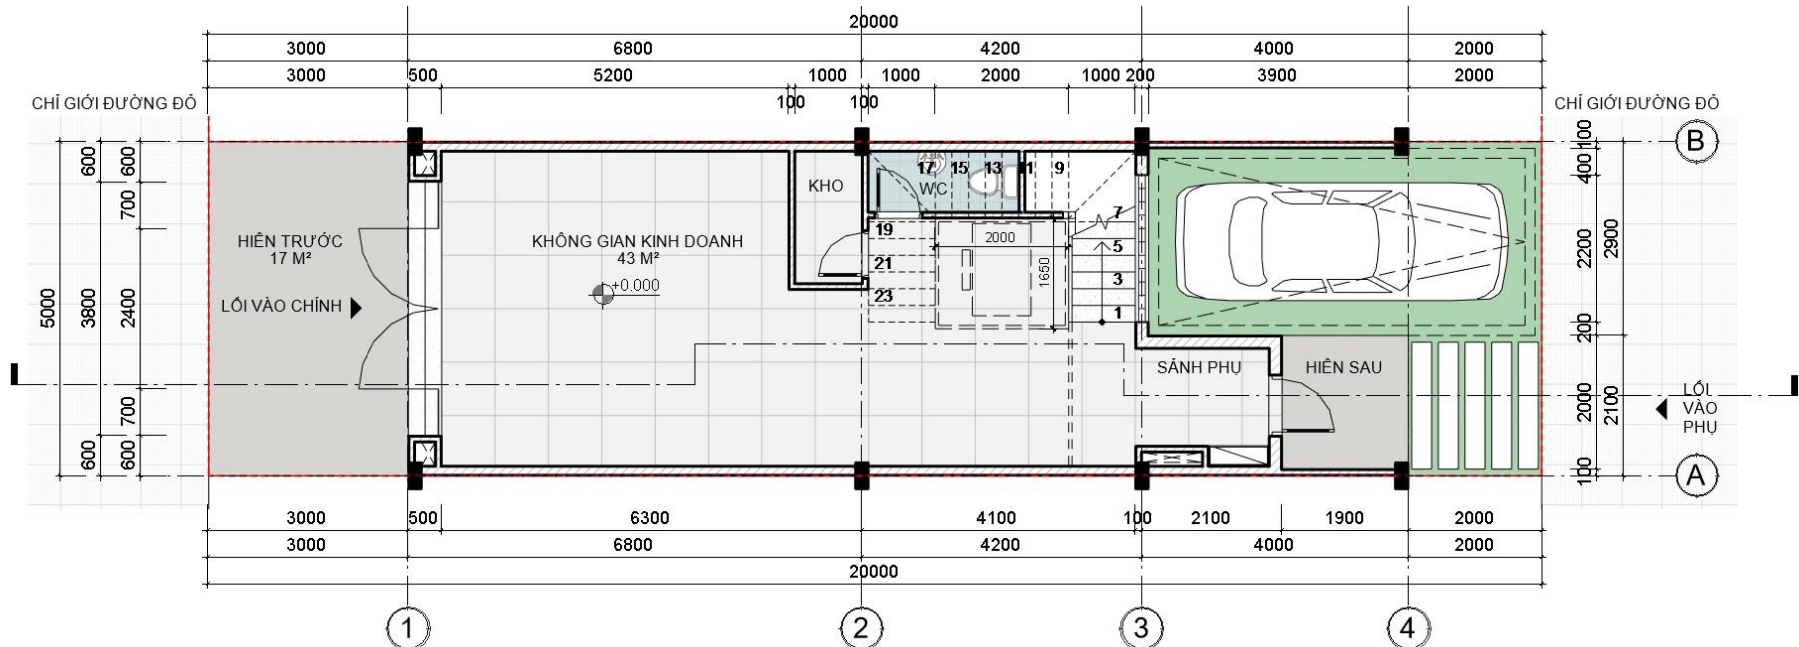 20000
3000 6800 4200 4000 2000
3000 500 5200 1000 1000 2000 1000 200 3900 2000
100 100
CHỈ GIỚI ĐƯỜNG ĐỎ
CHỈ GIỚI ĐƯỜNG ĐỎ
5000
600 3800 600
600 700 2400 700 600
HIÊN TRƯỚC
17 M²
LỐI VÀO CHÍNH
KHÔNG GIAN KINH DOANH
43 M²
+0.000
KHO
WC
17 15 13 11 9
7
5
3
1
19
21
23
2000
1650
SẢNH PHỤ
HIÊN SAU
100 400 2200 200 2000 100
2900 2100
B
LỐI
VÀO
PHỤ
A
3000 500 6300 4100 100 2100 1900 2000
3000 6800 4200 4000 2000
20000
1 2 3 4